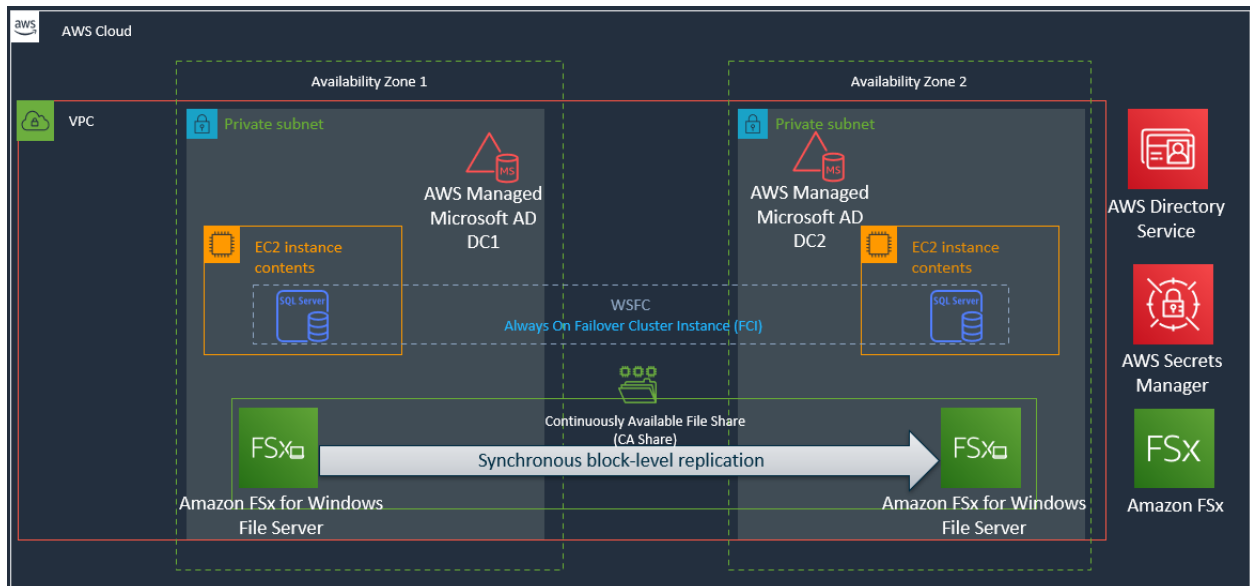 aws
AWS Cloud
Availability Zone 1
Availability Zone 2
VPC
Private subnet
Private subnet
MS
MS
AWS Managed
Microsoft AD
DC1
AWS Managed
Microsoft AD
DC2
AWS Directory
Service
EC2 instance
contents
EC2 instance
contents
SQL Server
WSFC
Always On Failover Cluster Instance (FCI)
SQL Server
AWS Secrets
Manager
Continuously Available File Share
(CA Share)
FSx
Synchronous block-level replication
FSx
FSx
Amazon FSx for Windows
File Server
Amazon FSx for Windows
File Server
Amazon FSx